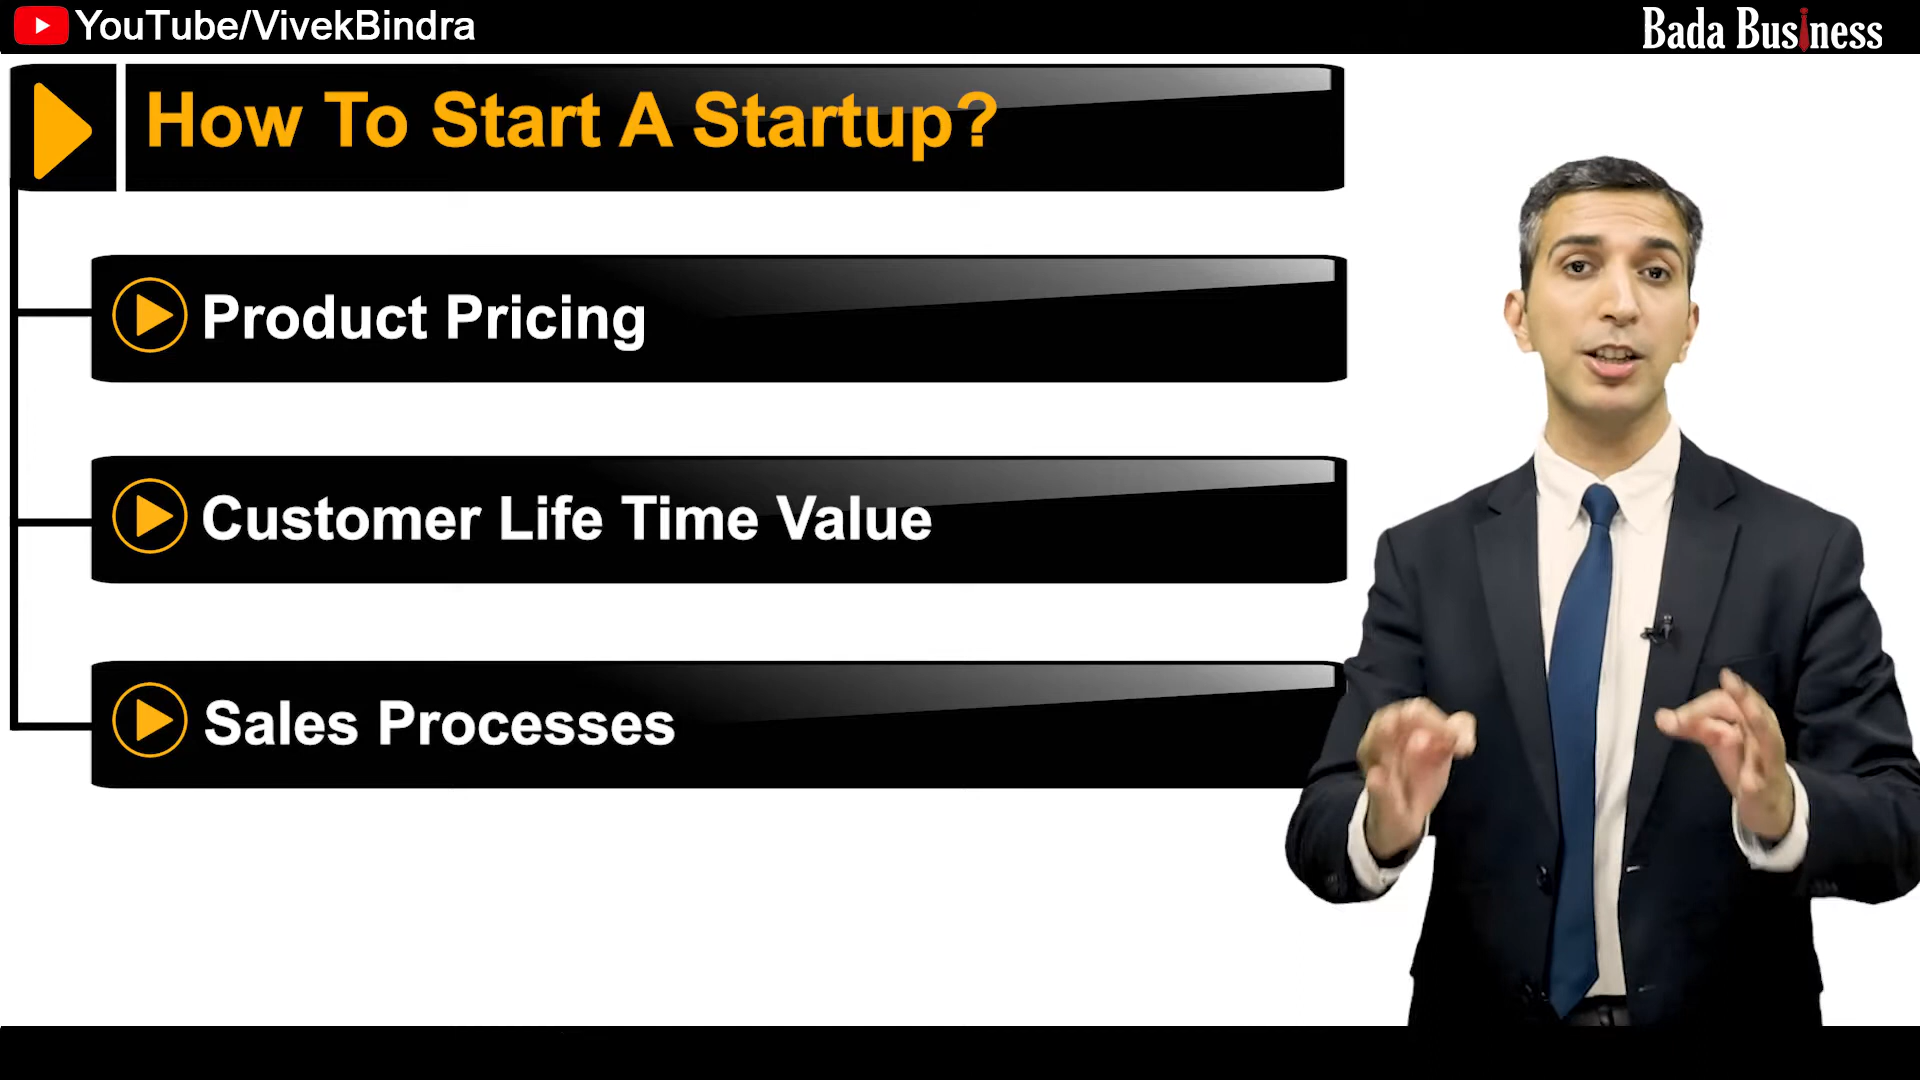 YouTube/VivekBindra
Bada Business
How To Start A Startup?
Product Pricing
Customer Life Time Value
Sales Processes